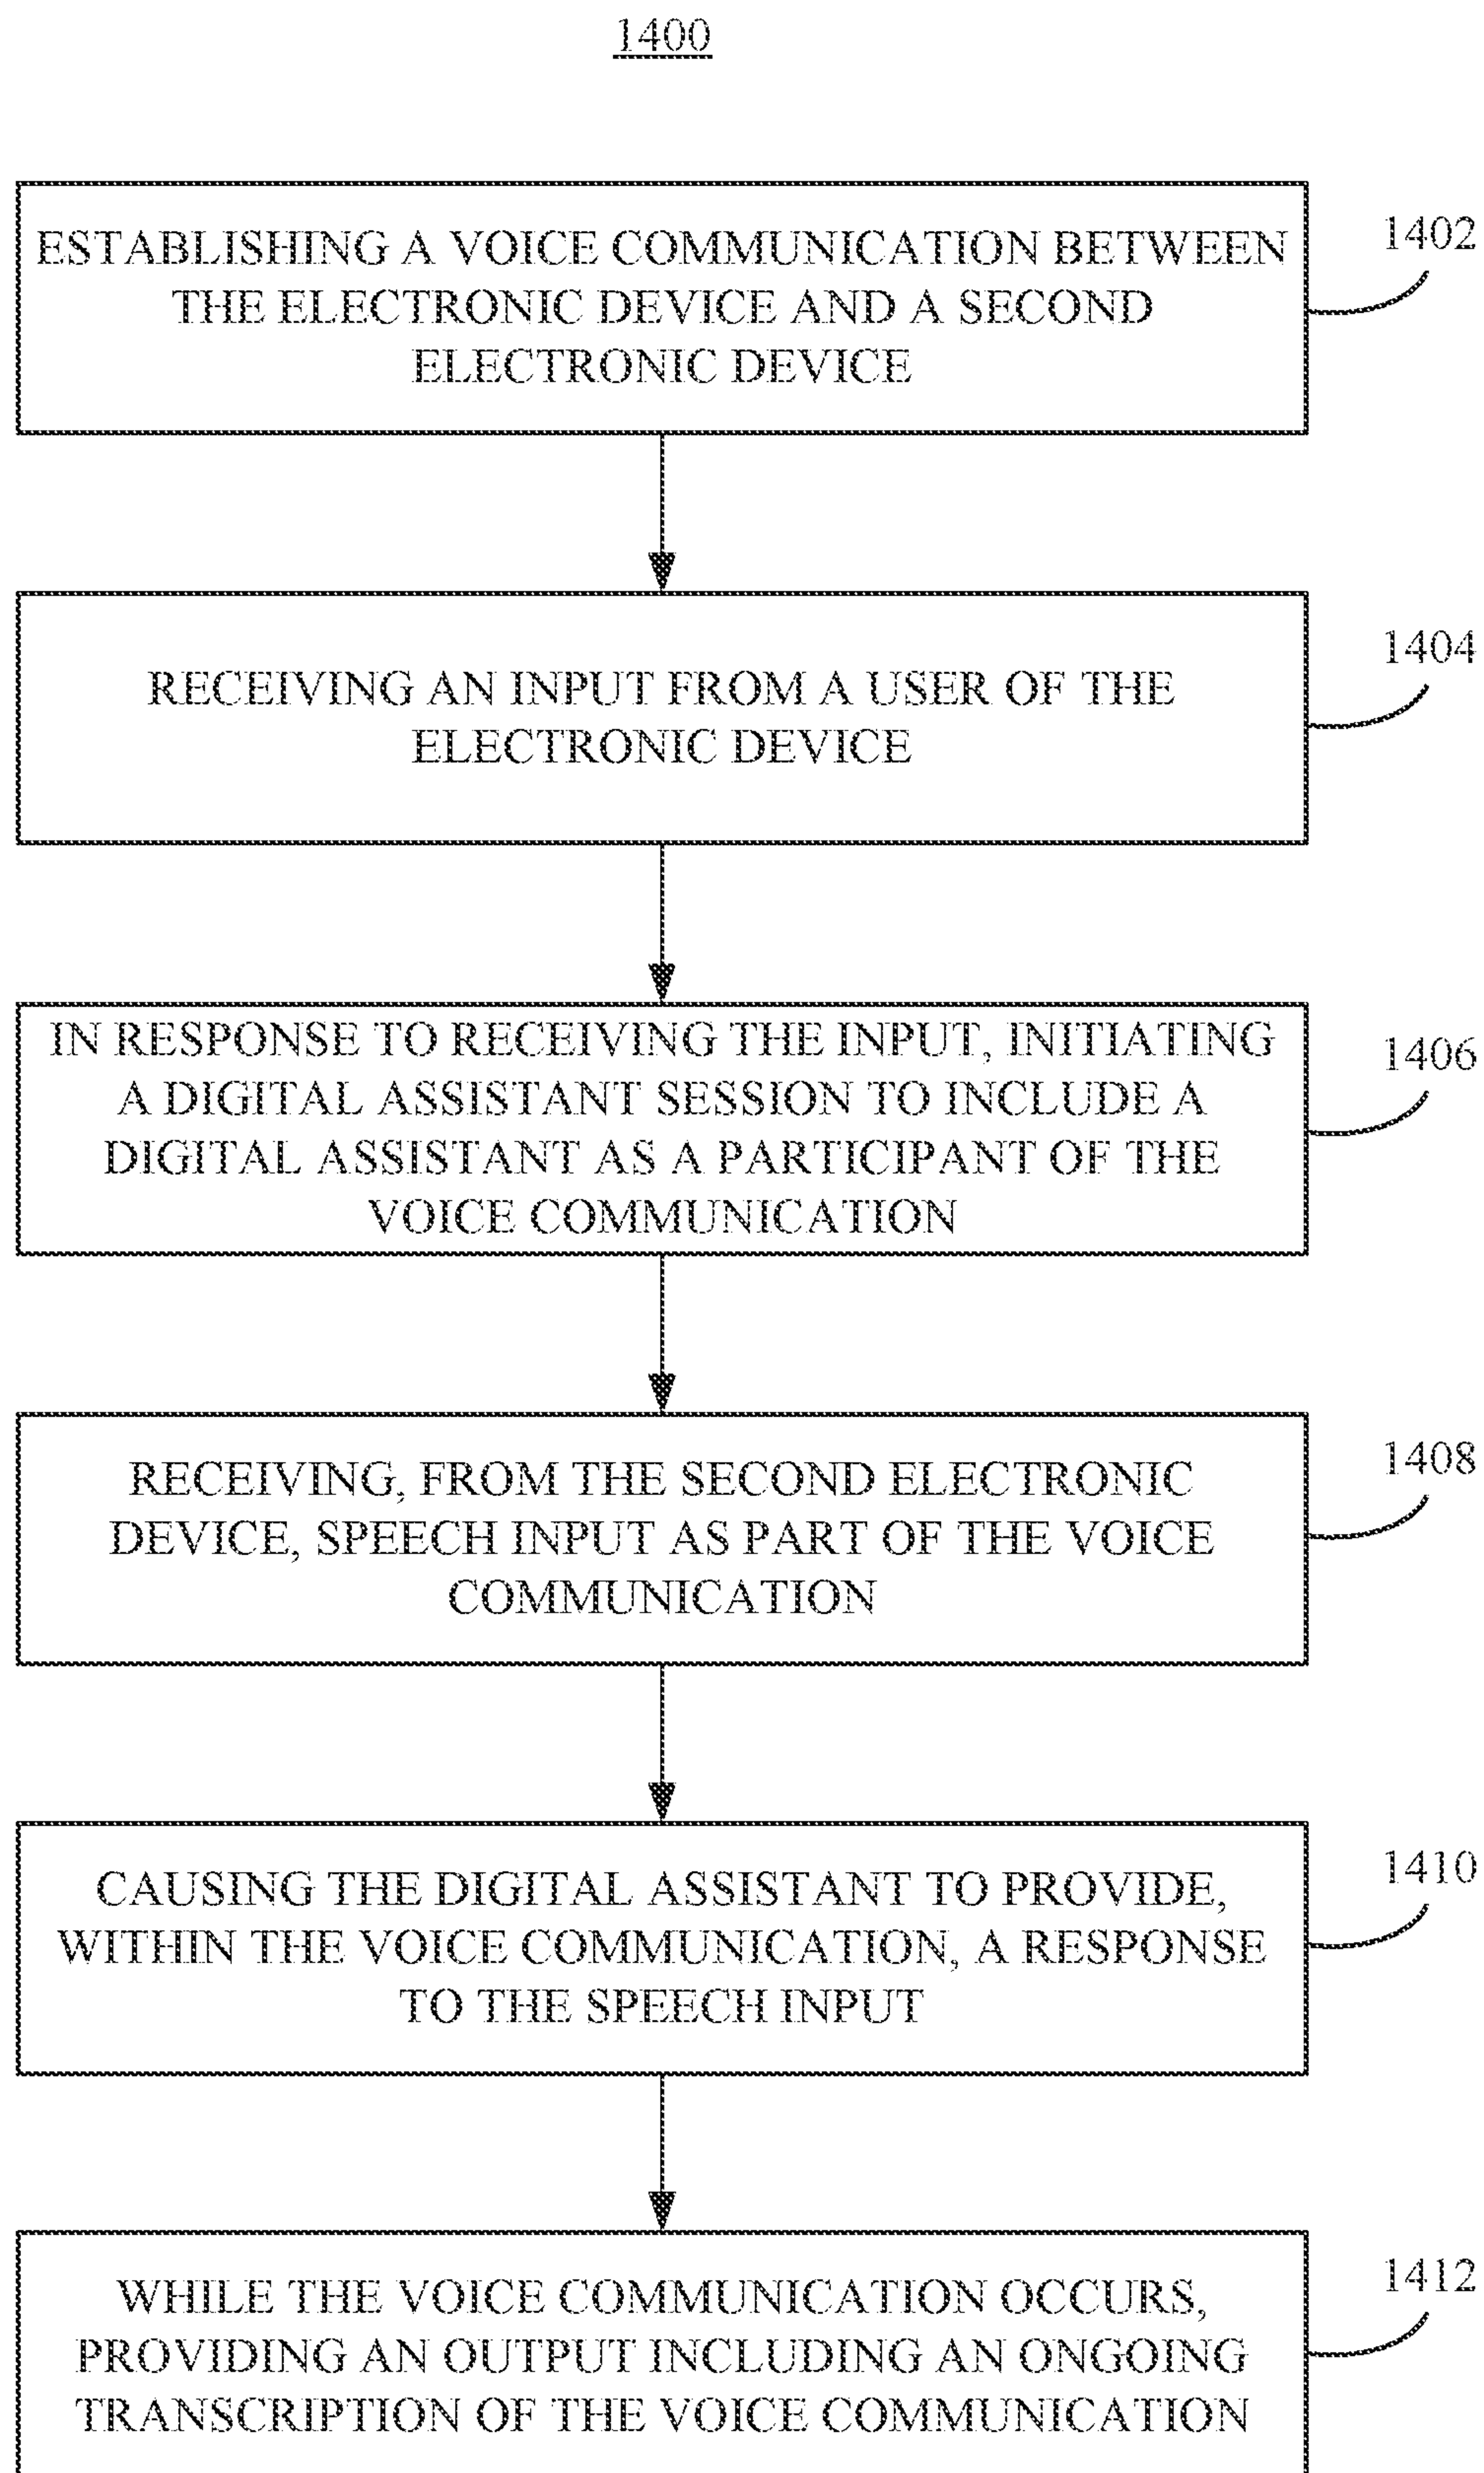 1400
ESTABLISHING A VOICE COMMUNICATION BETWEEN
THE ELECTRONIC DEVICE AND A SECOND
ELECTRONIC DEVICE
1402
RECEIVING AN INPUT FROM A USER OF THE
ELECTRONIC DEVICE
1404
IN RESPONSE TO RECEIVING THE INPUT, INITIATING
A DIGITAL ASSISTANT SESSION TO INCLUDE A
DIGITAL ASSISTANT AS A PARTICIPANT OF THE
VOICE COMMUNICATION
1406
RECEIVING, FROM THE SECOND ELECTRONIC
DEVICE, SPEECH INPUT AS PART OF THE VOICE
COMMUNICATION
1408
CAUSING THE DIGITAL ASSISTANT TO PROVIDE,
WITHIN THE VOICE COMMUNICATION, A RESPONSE
TO THE SPEECH INPUT
1410
WHILE THE VOICE COMMUNICATION OCCURS,
PROVIDING AN OUTPUT INCLUDING AN ONGOING
TRANSCRIPTION OF THE VOICE COMMUNICATION
1412